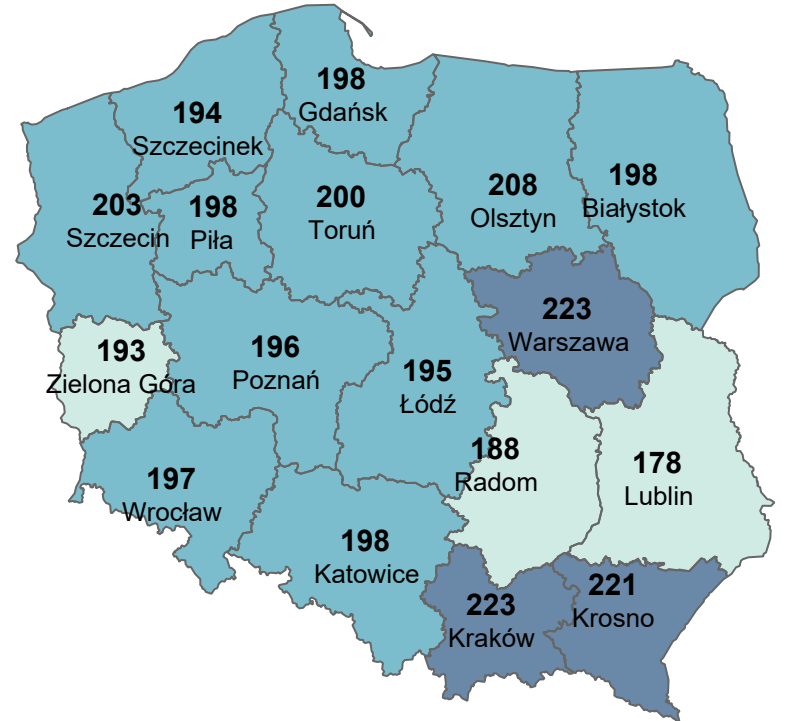 198
Gdańsk
194
Szczecinek
203
Szczecin
198
Piła
200
Toruń
208
Olsztyn
198
Białystok
223
Warszawa
193
Zielona Góra
196
Poznań
195
Łódź
188
Radom
178
Lublin
197
Wrocław
198
Katowice
223
Kraków
221
Krosno